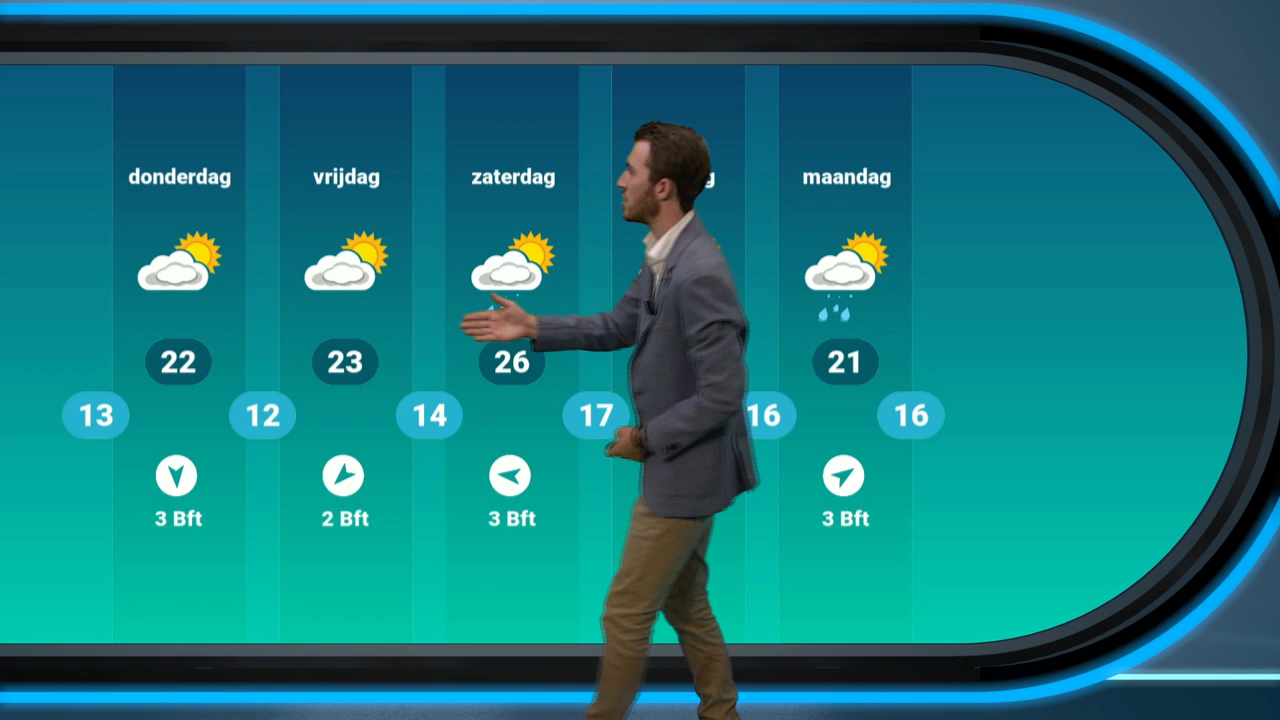 donderdag vrijdag zaterdag maandag
22 23 26 21
13 12 14 17 16 16
3 Bft 2 Bft 3 Bft 3 Bft